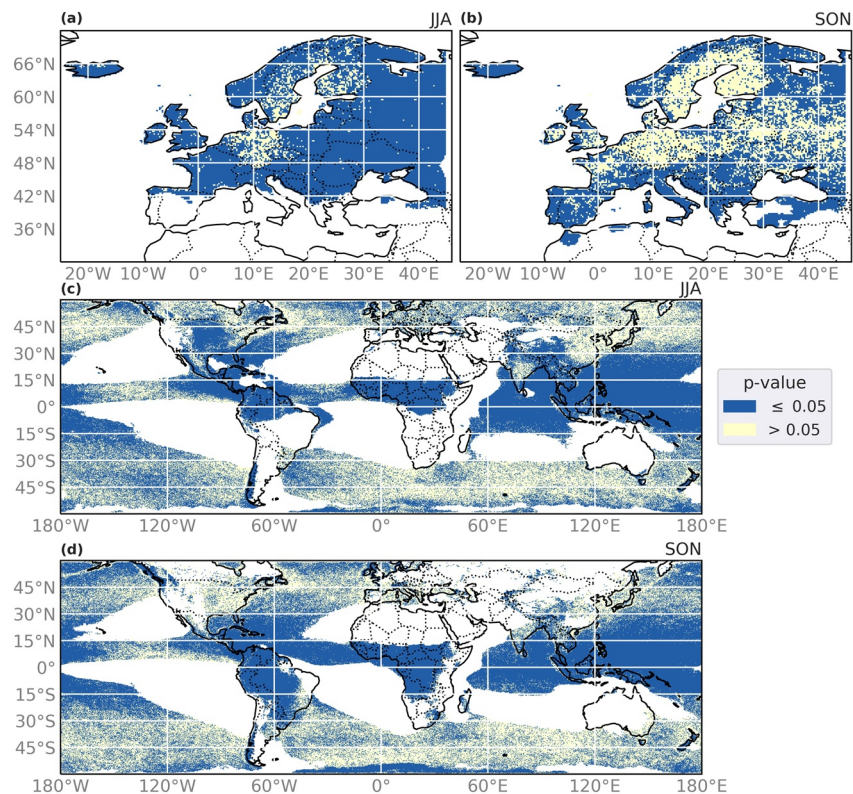 (a) JJA (b) SON
66°N
60°N
54°N
48°N
42°N
36°N
20°W 10°W 0° 10°E 20°E 30°E 40°E 20°W 10°W 0° 10°E 20°E 30°E 40°E
(c) JJA
45°N
30°N
15°N
0°
15°S
30°S
45°S
180°W 120°W 60°W 0° 60°E 120°E 180°E
p-value
≤ 0.05
> 0.05
(d) SON
45°N
30°N
15°N
0°
15°S
30°S
45°S
180°W 120°W 60°W 0° 60°E 120°E 180°E